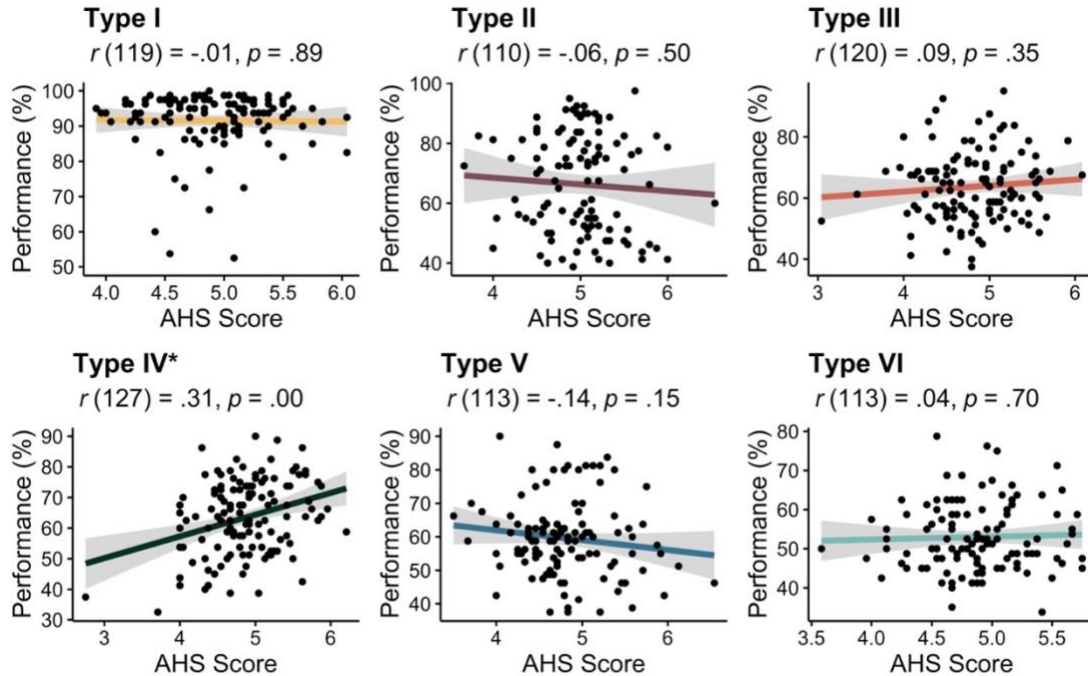 Type I
r (119) = -.01, p = .89
Performance (%)
100
90
80
70
60
50
4.0 4.5 5.0 5.5 6.0
AHS Score
Type II
r (110) = -.06, p = .50
Performance (%)
100
80
60
40
4 5 6
AHS Score
Type III
r (120) = .09, p = .35
Performance (%)
80
60
40
3 4 5 6
AHS Score
Type IV*
r (127) = .31, p = .00
Performance (%)
90
80
70
60
50
40
30
3 4 5 6
AHS Score
Type V
r (113) = -.14, p = .15
Performance (%)
90
80
70
60
50
40
4 5 6
AHS Score
Type VI
r (113) = .04, p = .70
Performance (%)
80
70
60
50
40
3.5 4.0 4.5 5.0 5.5
AHS Score